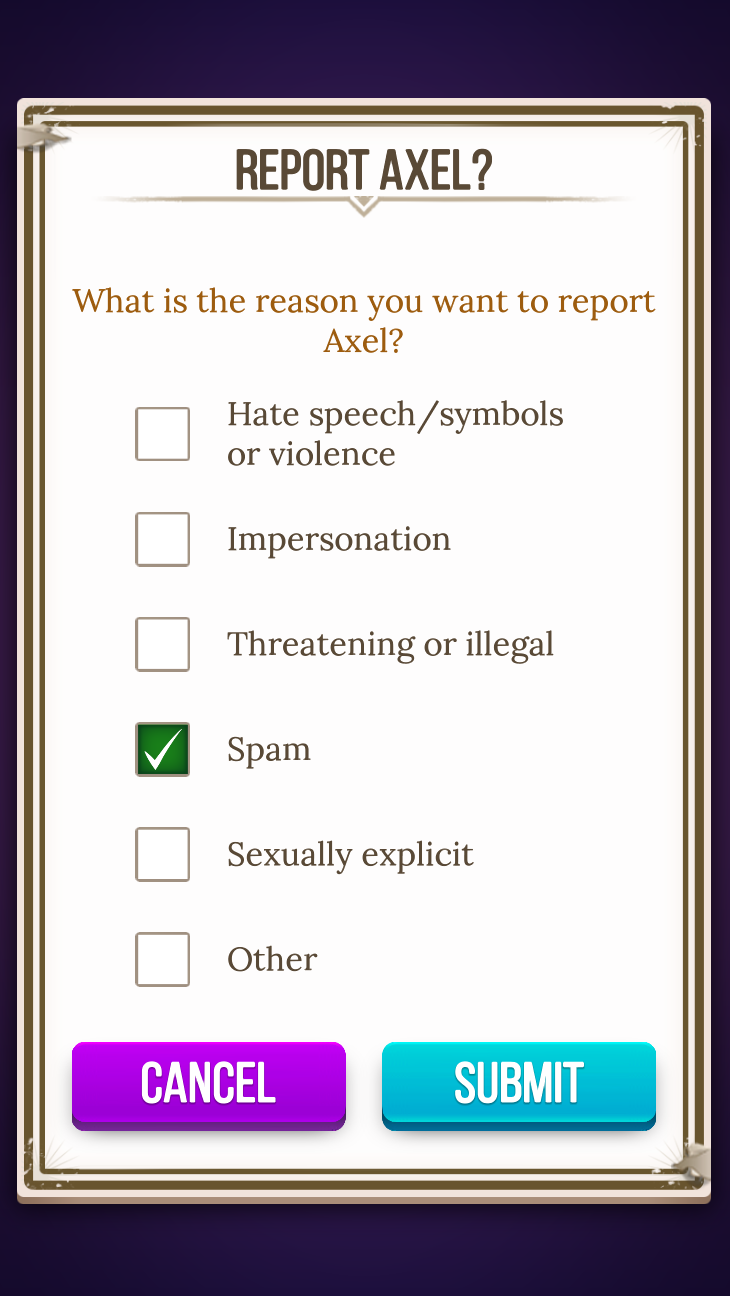 REPORT AXEL?
What is the reason you want to report
Axel?
Hate speech/symbols
or violence
Impersonation
Threatening or illegal
Spam
Sexually explicit
Other
CANCEL
SUBMIT